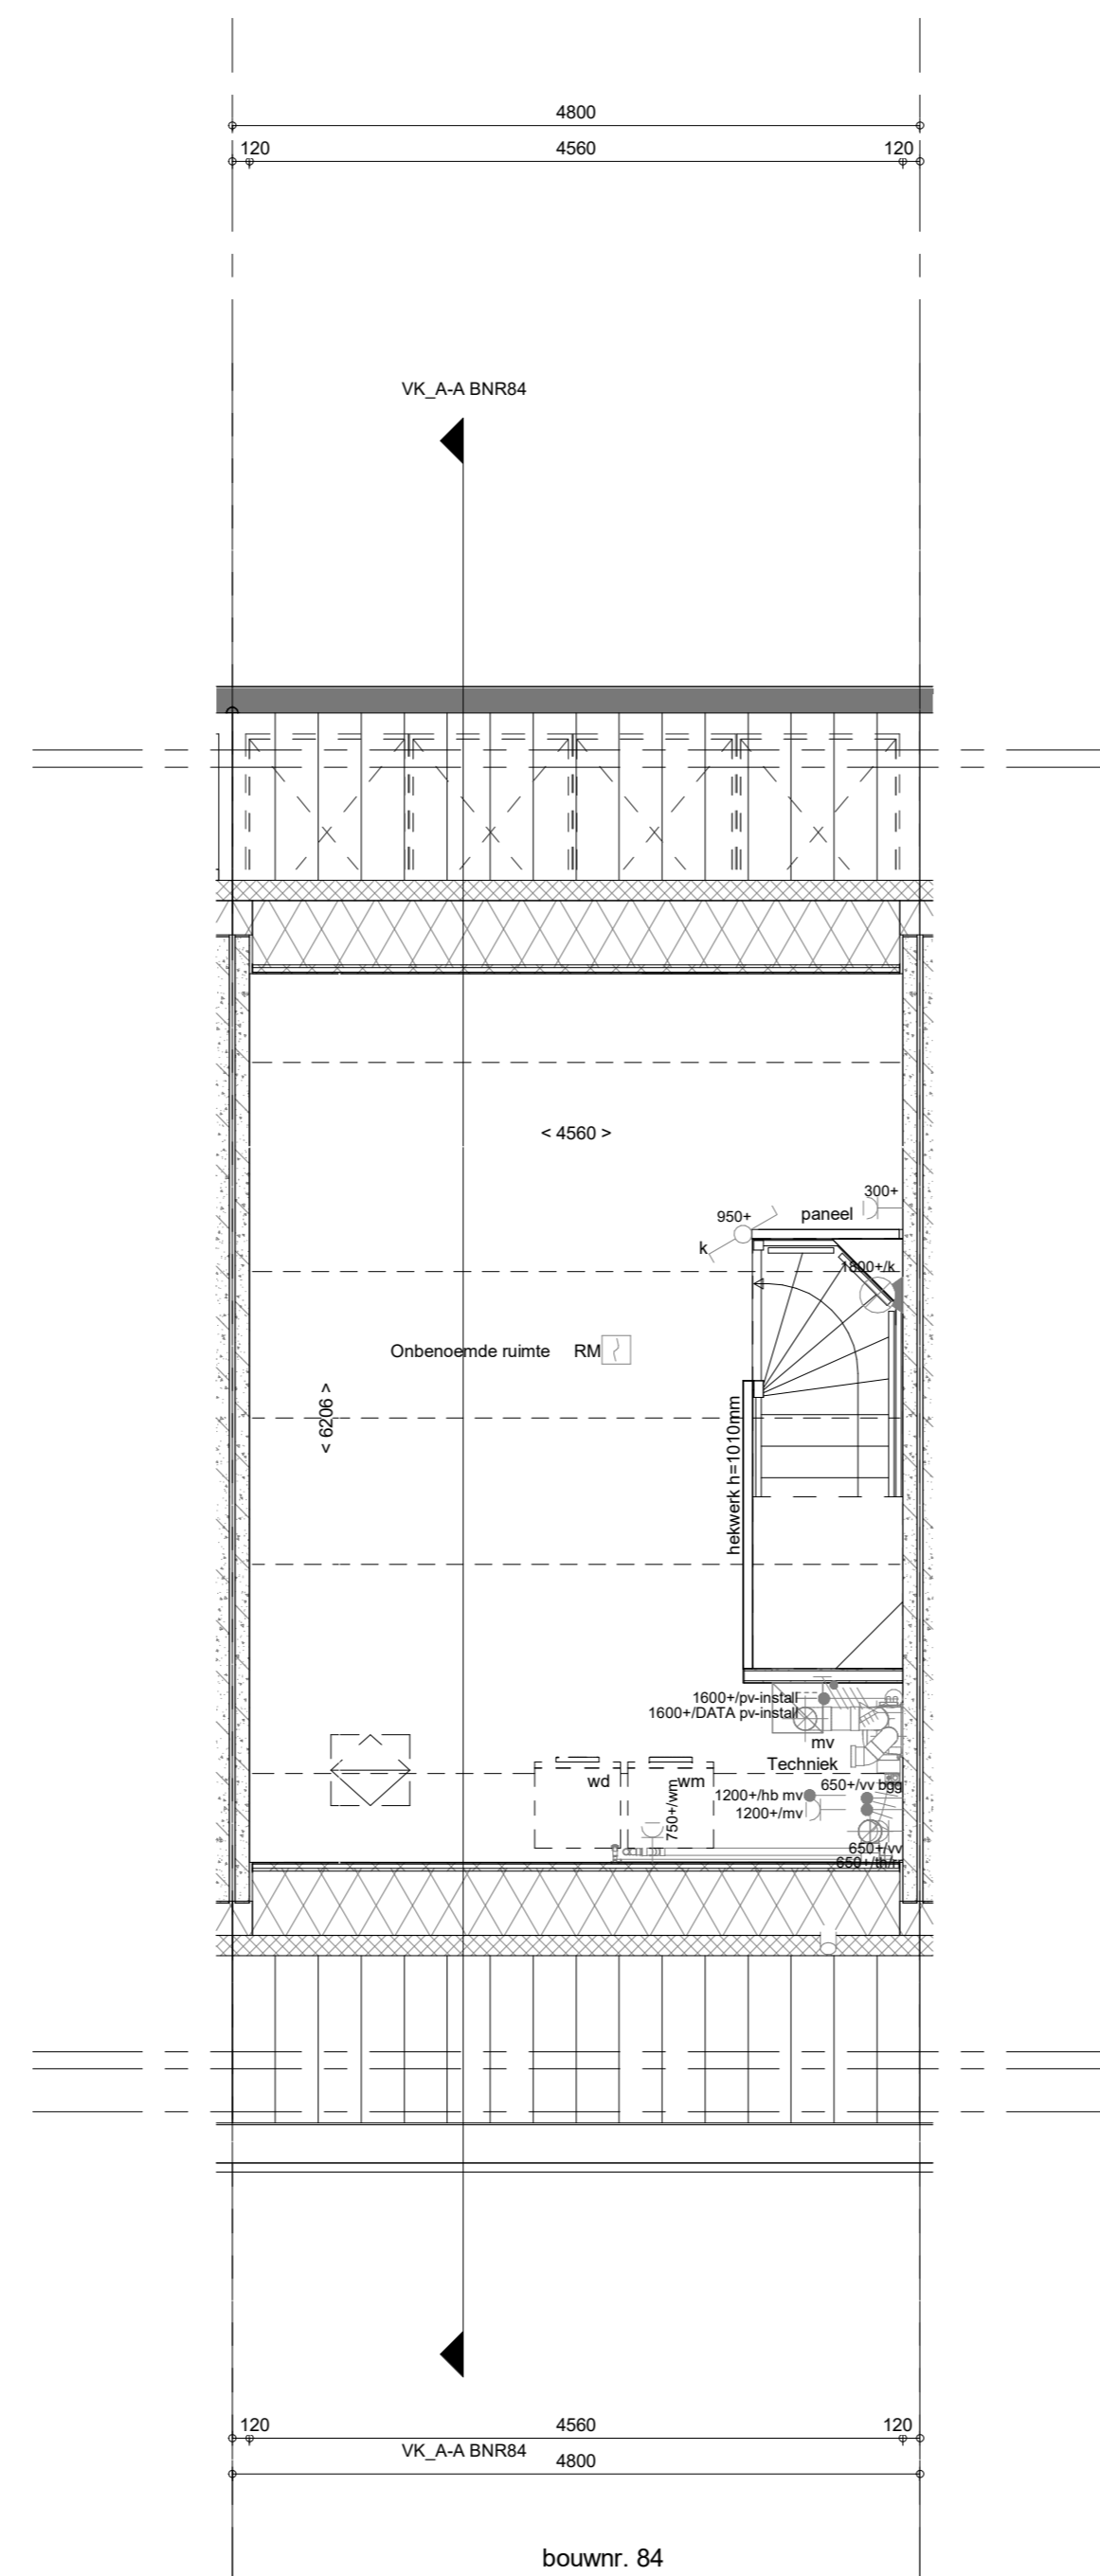 4800
120 4560 120
VK_A-A BNR84
< 4560 >
300+
950+ paneel
k
1800+/k
Onbenoemde ruimte RM
< 6206 >
hekwerk h=1010mm
1600+/pv-install
1600+/DATA pv-install
mv
Techniek
wd wm
650+/vv bgg
1200+/hb mv
750+/wm
1200+/mv
650+/vv
120 4560 120
VK_A-A BNR84
4800
bouwnr. 84